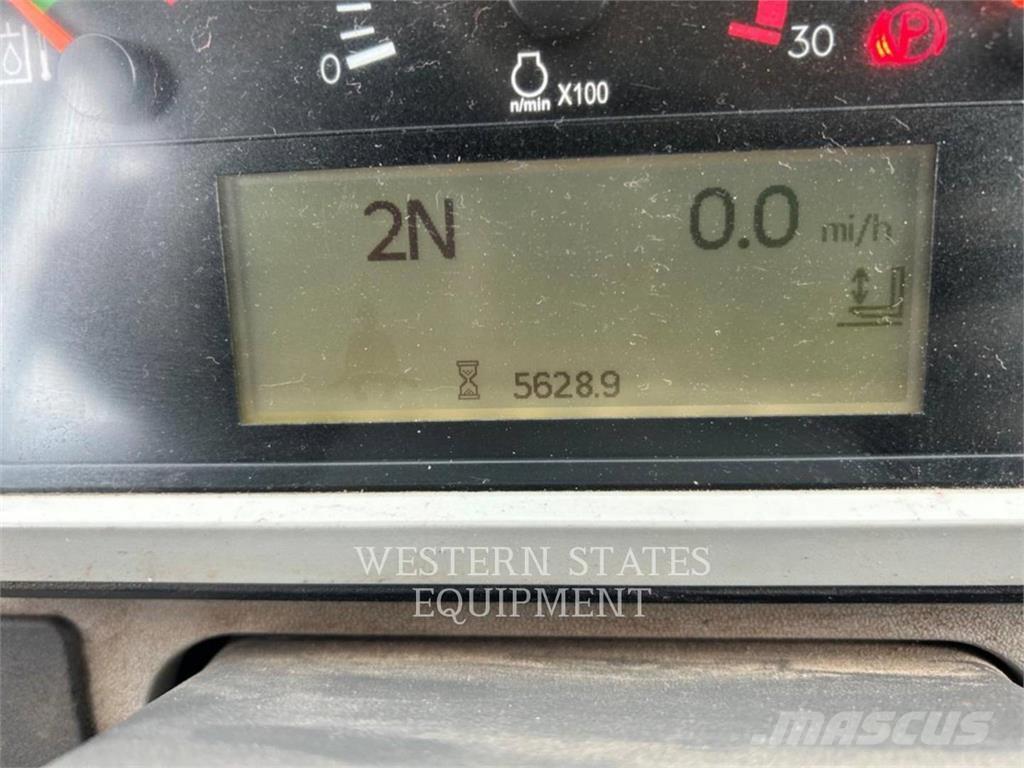 0
30
P
n/min X100
2N 0.0 mi/h
5628.9
WESTERN STATES
EQUIPMENT
MASCUS